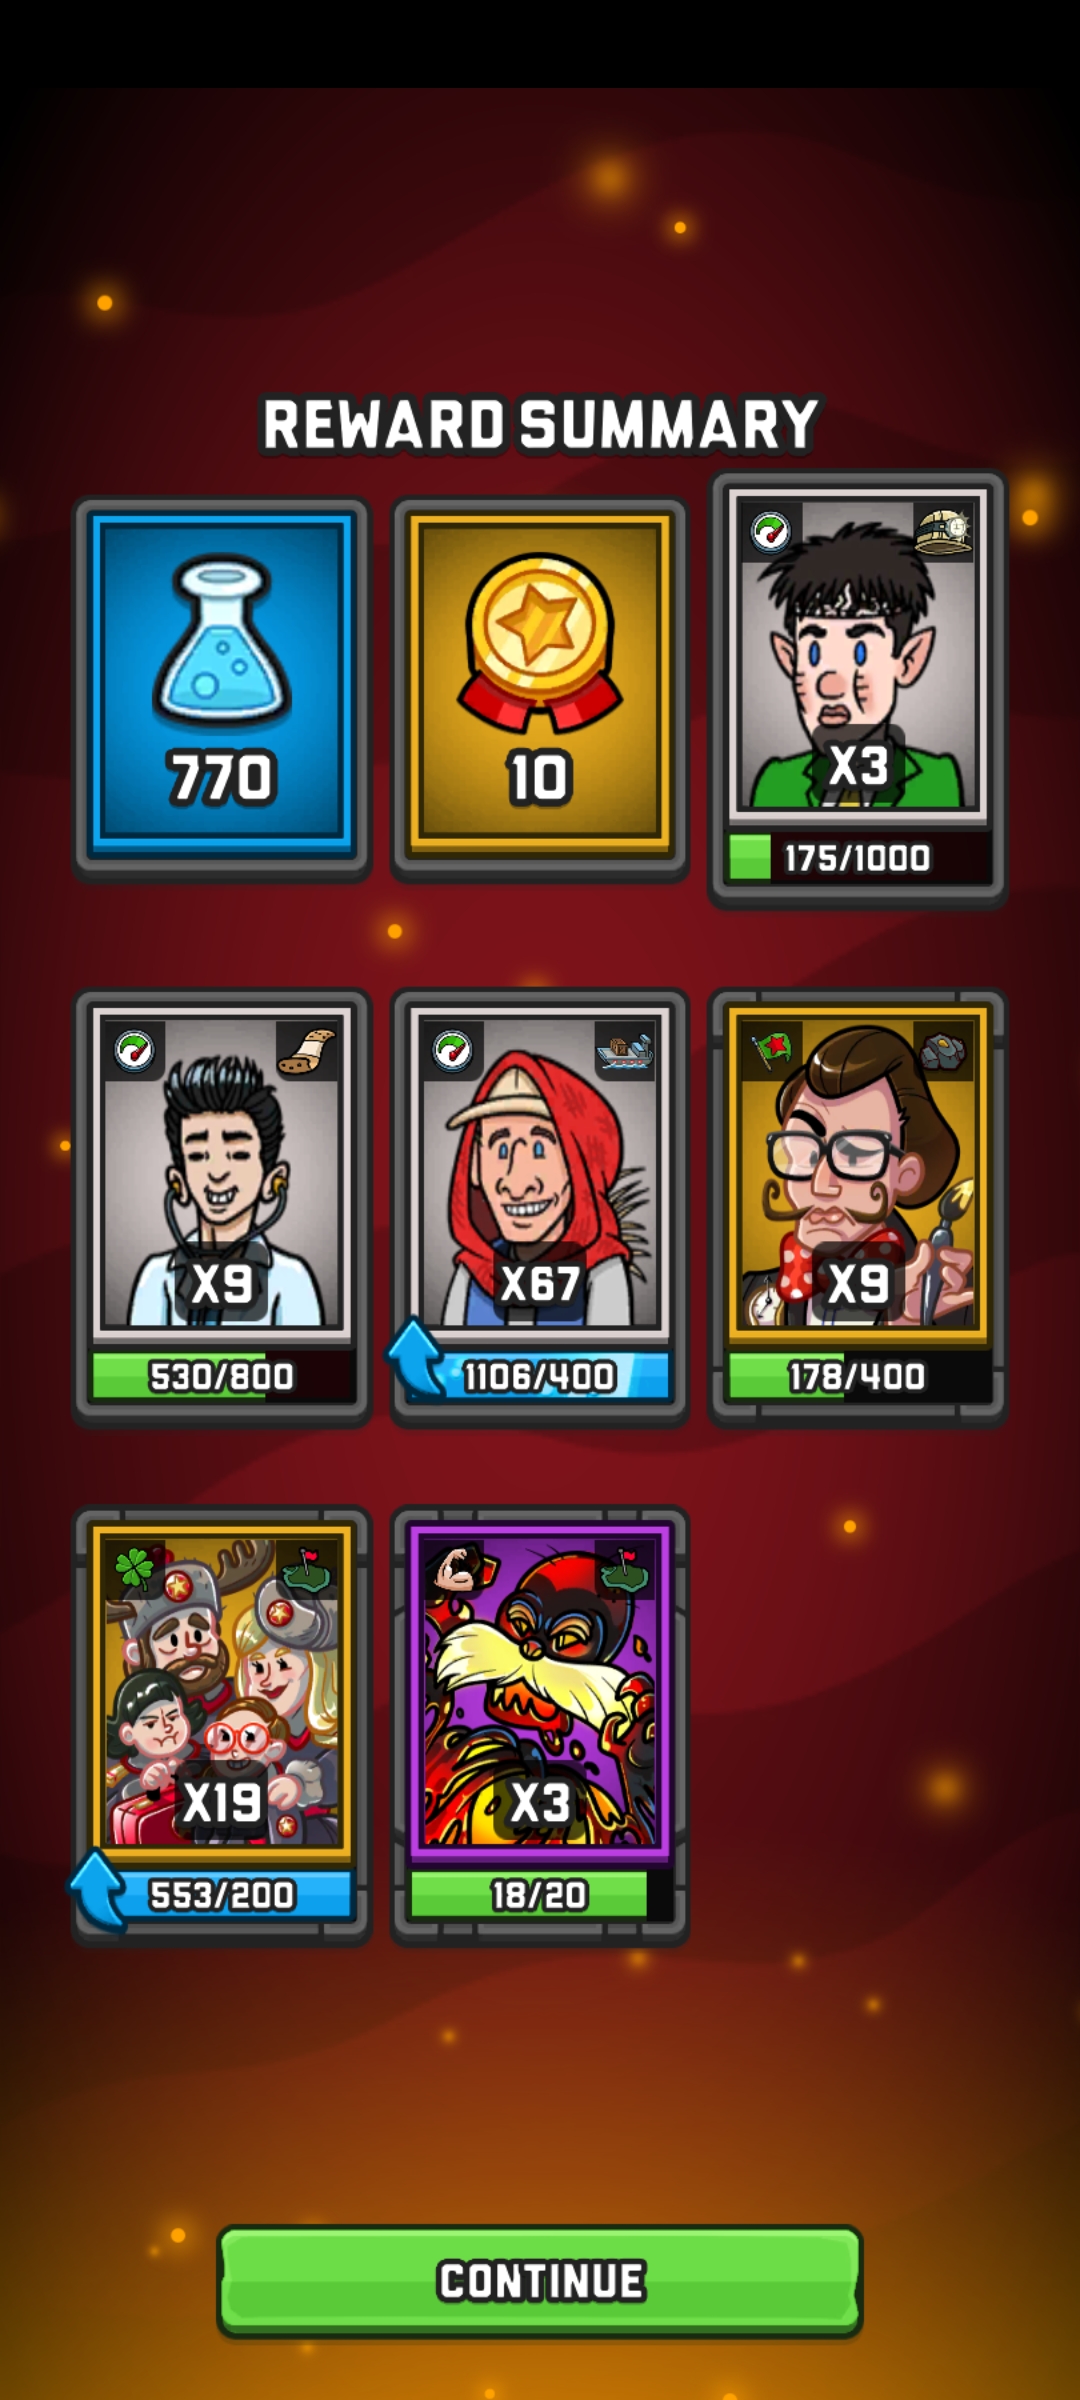 REWARD SUMMARY
770
10
X3
175/1000
X9
530/800
X67
1106/400
X9
178/400
X19
553/200
X3
18/20
CONTINUE